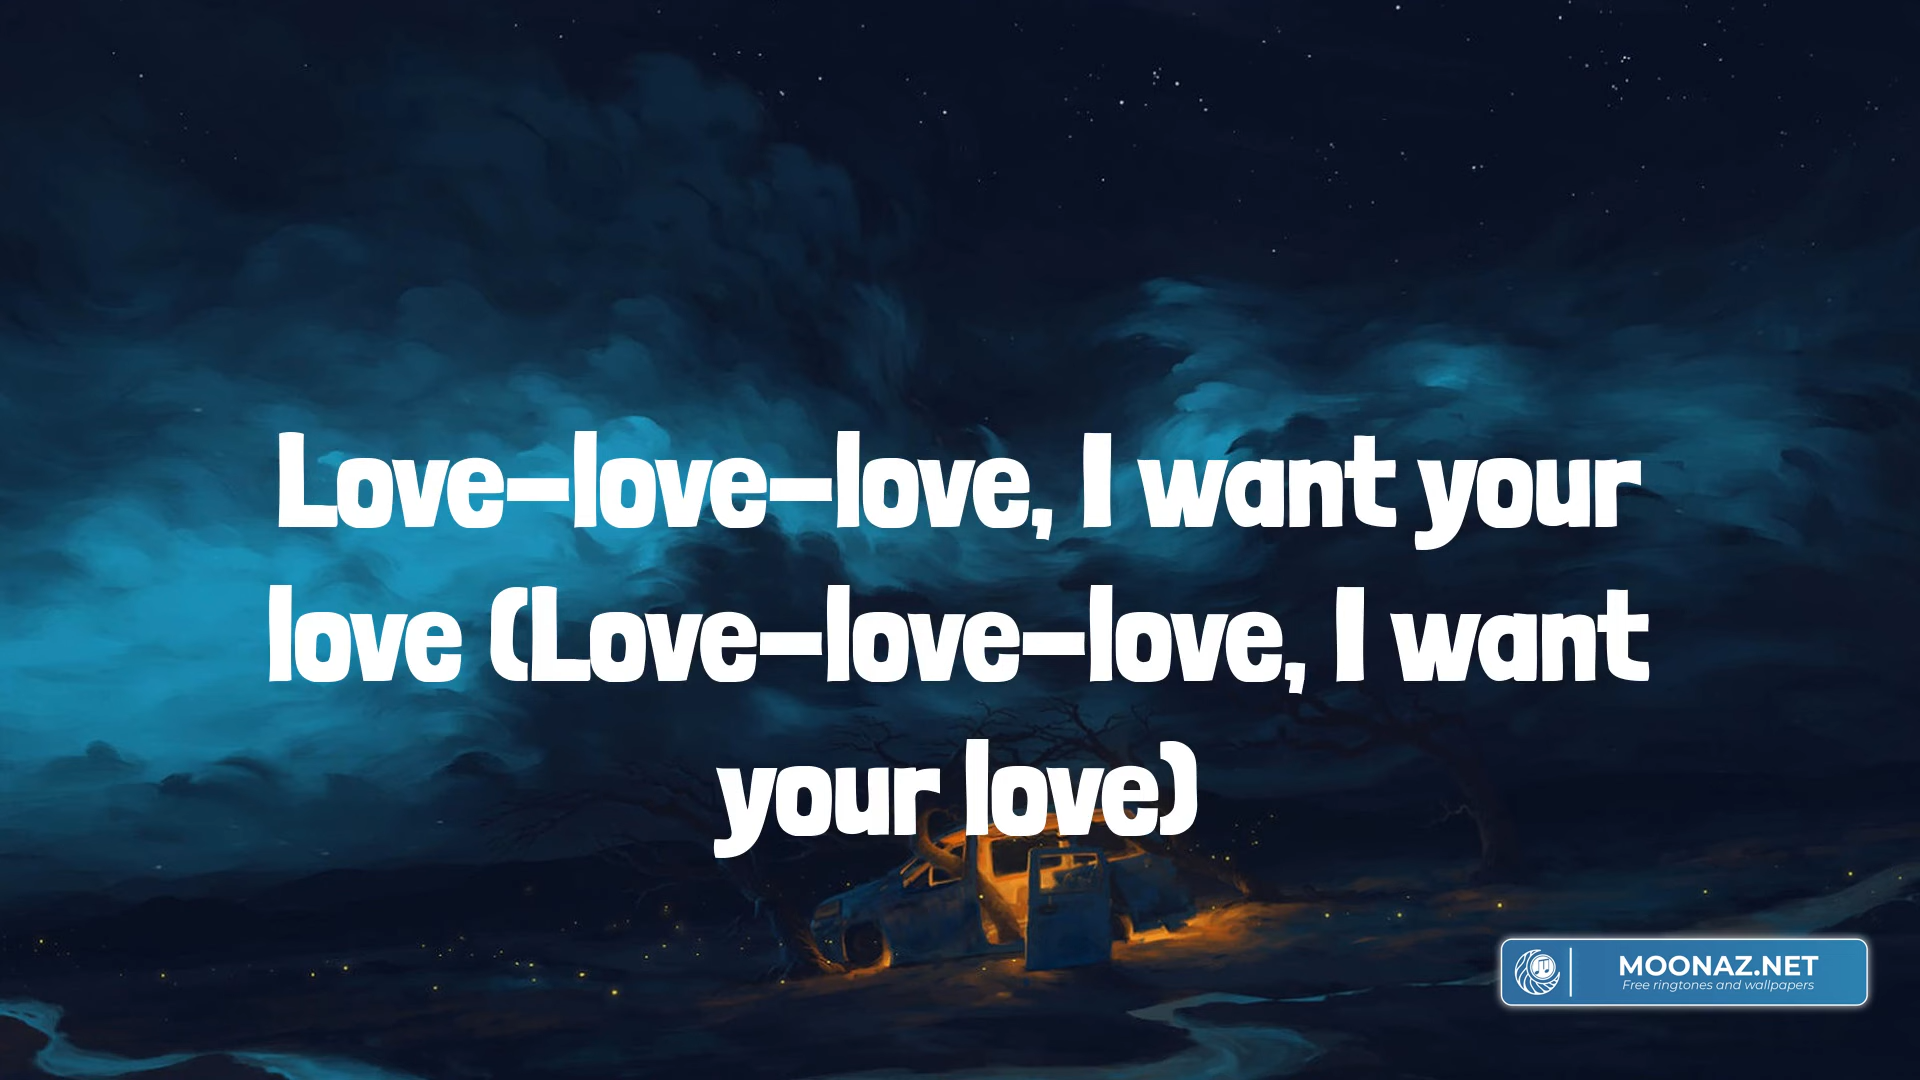 Love-love-love, I want your
love (Love-love-love, I want
your love)
MOONAZ.NET
Free ringtones and wallpapers